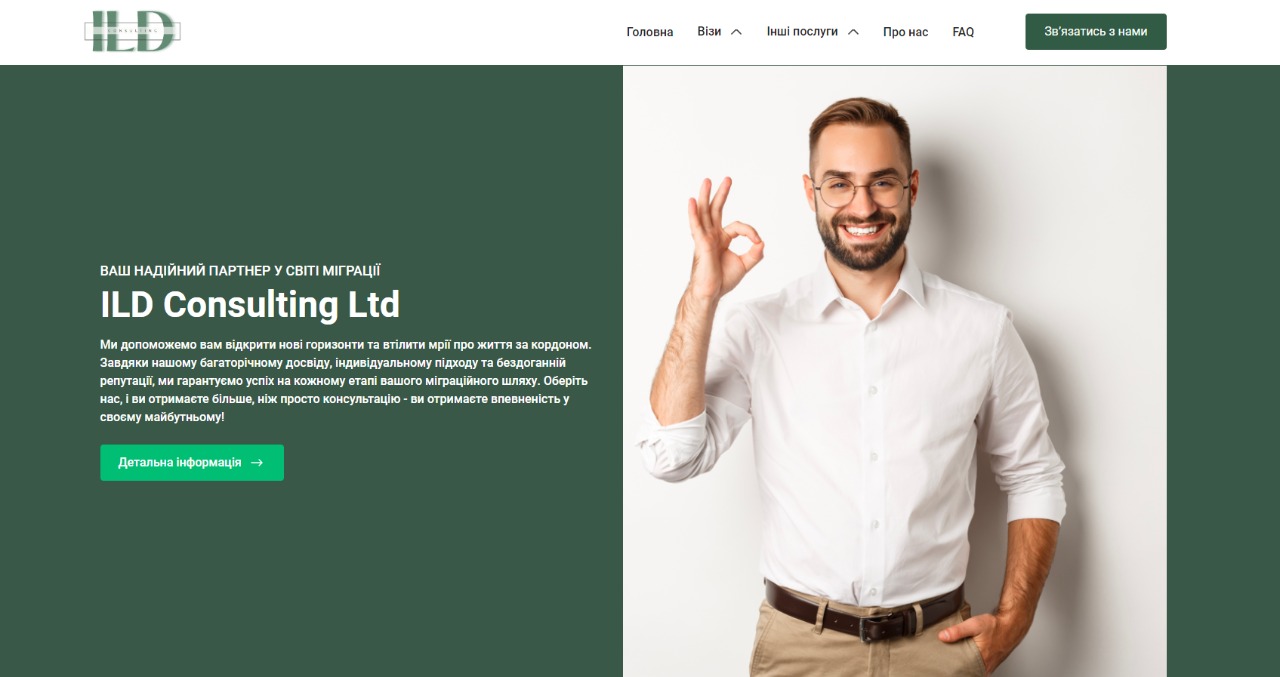 ILD
CONSULTING
Головна
Візи
Інші послуги
Про нас
FAQ
Зв'язатись з нами
ВАШ НАДІЙНИЙ ПАРТНЕР У СВІТІ МІГРАЦІЇ
ILD Consulting Ltd
Ми допоможемо вам відкрити нові горизонти та втілити мрії про життя за кордоном.
Завдяки нашому багаторічному досвіду, індивідуальному підходу та бездоганній
репутації, ми гарантуємо успіх на кожному етапі вашого міграційного шляху. Оберіть
нас, і ви отримаєте більше, ніж просто консультацію - ви отримаєте впевненість у
своєму майбутньому!
Детальна інформація